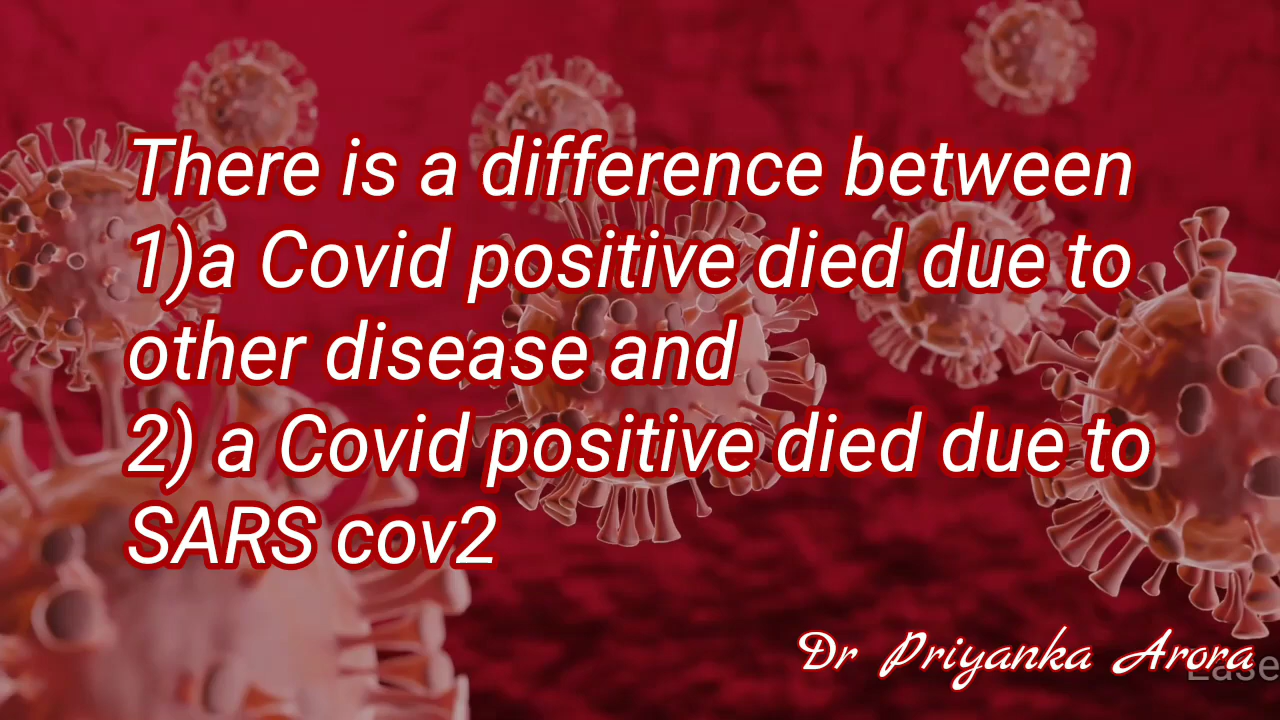 There is a difference between
1)a Covid positive died due to
other disease and
2) a Covid positive died due to
SARS cov2
Dr Priyanka Arora
Ease